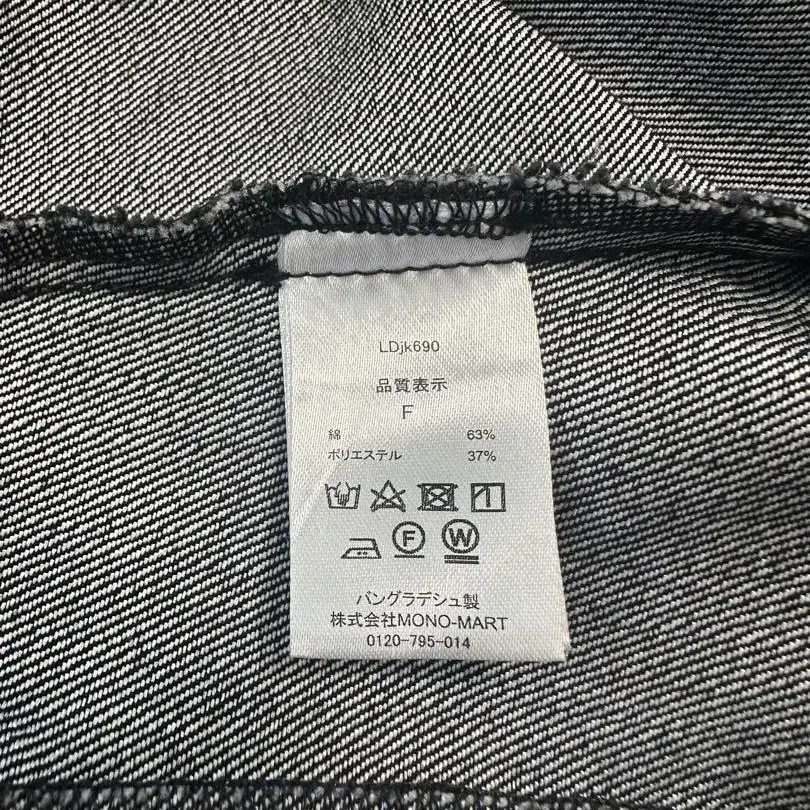 LDjk690
品質表示
F
綿 63%
ポリエステル 37%
F W
バングラデシュ製
株式会社MONO-MART
0120-795-014